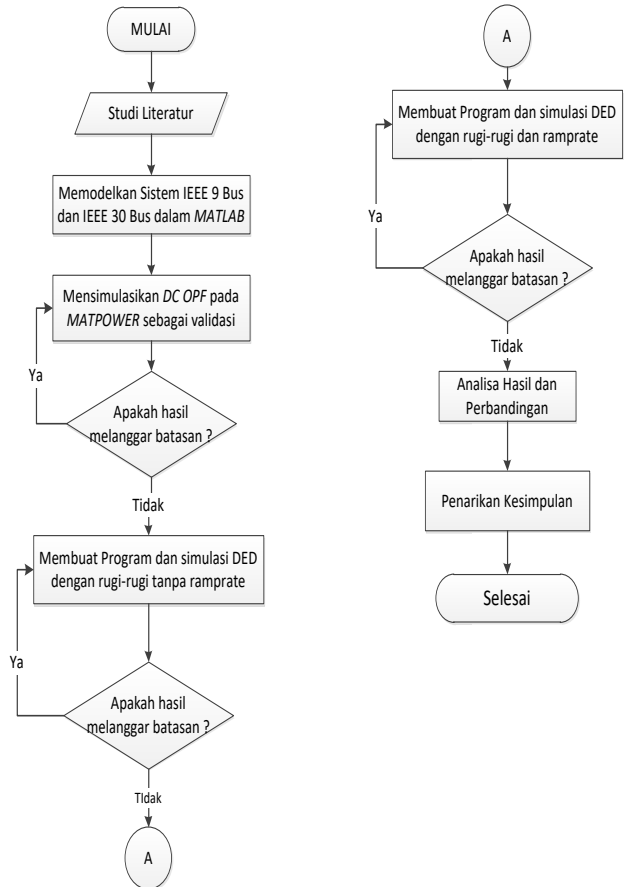 MULAI
Studi Literatur
Memodelkan Sistem IEEE 9 Bus
dan IEEE 30 Bus dalam MATLAB
Mensimulasikan DC OPF pada
MATPOWER sebagai validasi
Ya
Apakah hasil
melanggar batasan ?
Tidak
Membuat Program dan simulasi DED
dengan rugi-rugi tanpa ramprate
Ya
Apakah hasil
melanggar batasan ?
TIdak
A
A
Membuat Program dan simulasi DED
dengan rugi-rugi dan ramprate
Ya
Apakah hasil
melanggar batasan ?
Tidak
Analisa Hasil dan
Perbandingan
Penarikan Kesimpulan
Selesai